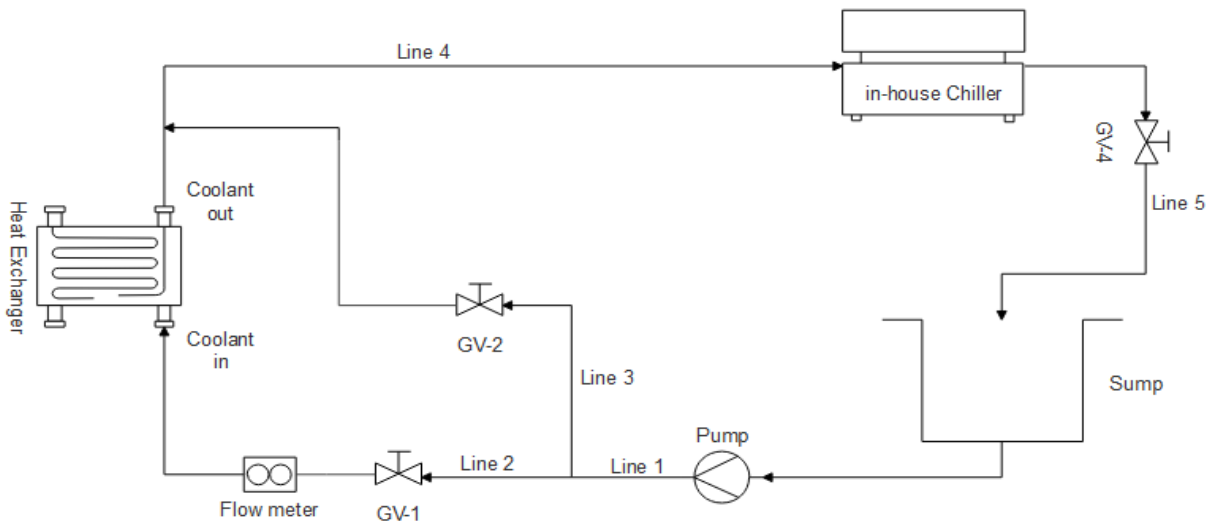 Line 4
in-house Chiller
GV-4
Line 5
Coolant
out
Heat Exchanger
Coolant
in
GV-2
Line 3
Sump
Pump
Line 2
Line 1
Flow meter
GV-1